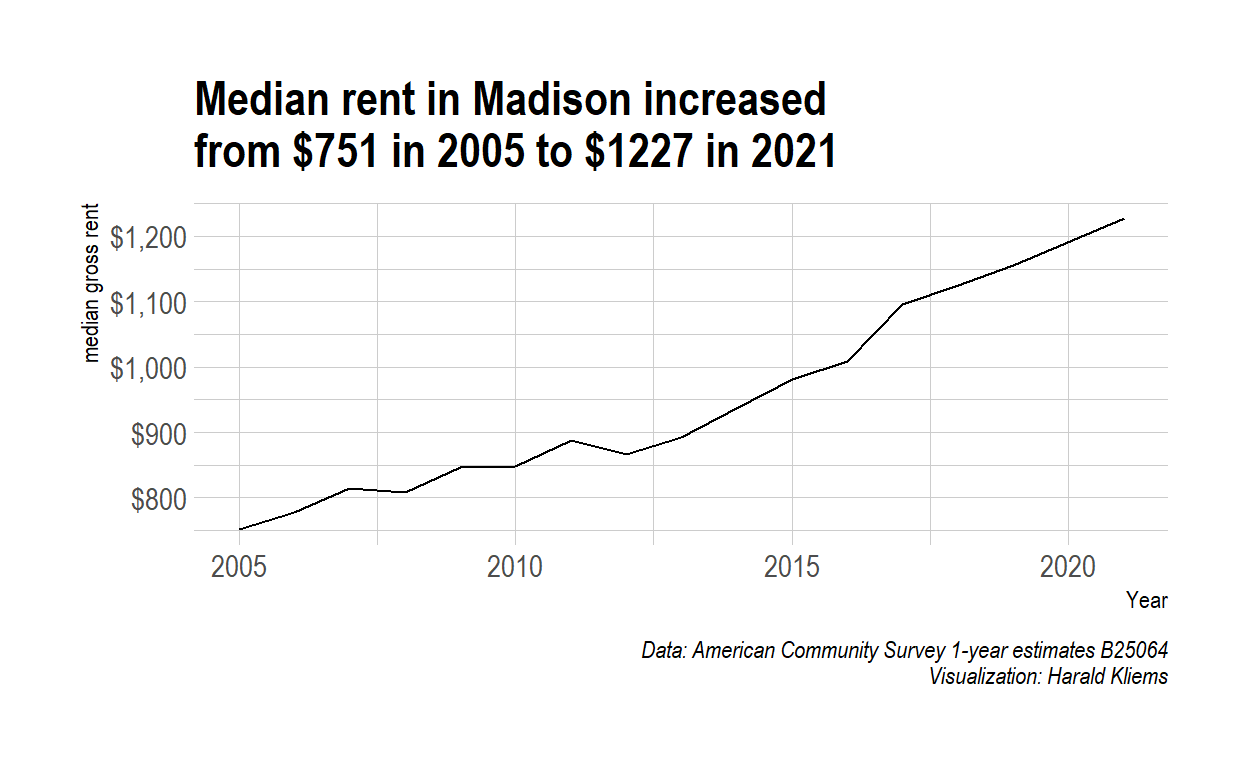 Median rent in Madison increased
from $751 in 2005 to $1227 in 2021
median gross rent
$1,200
$1,100
$1,000
$900
$800
2005
2010
2015
2020
Year
Data: American Community Survey 1-year estimates B25064
Visualization: Harald Kliems